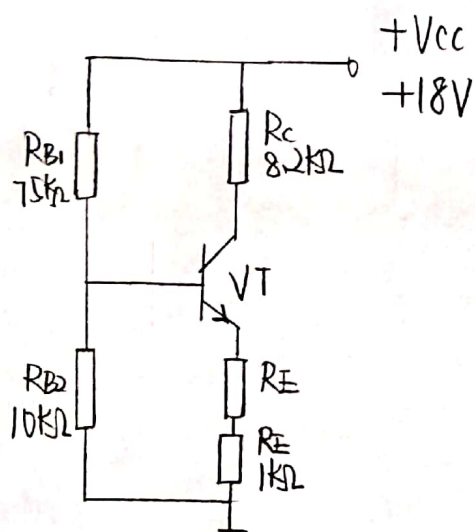 +Vcc
+18V
RB1
75KΩ
Rc
8.2KΩ
VT
RB2
10KΩ
RE
RE
1KΩ